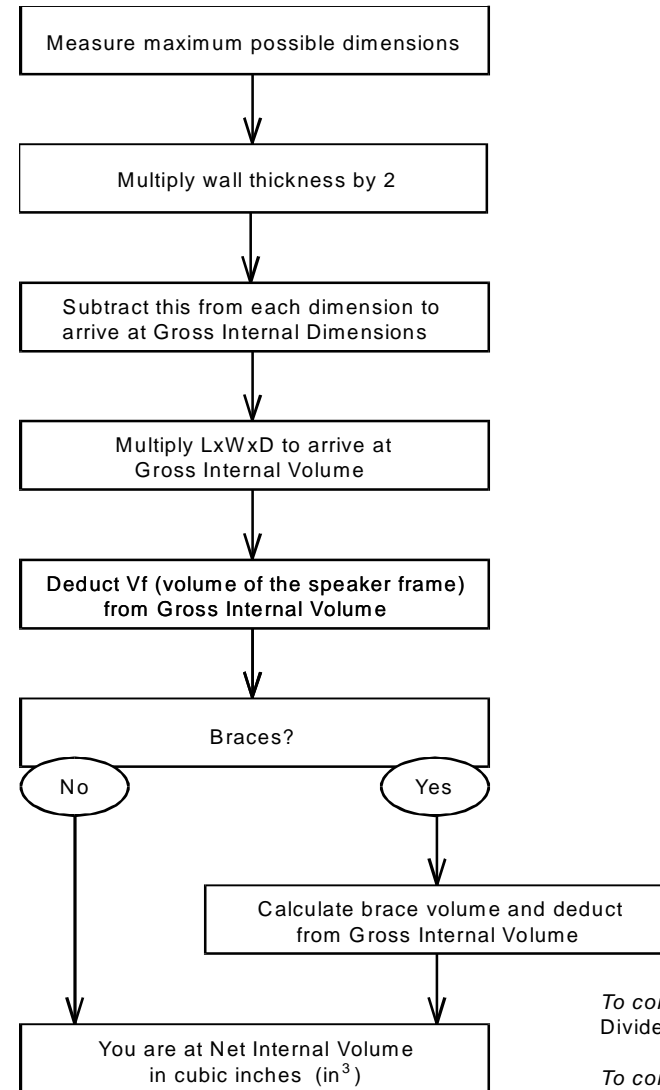 Measure maximum possible dimensions
Multiply wall thickness by 2
Subtract this from each dimension to
arrive at Gross Internal Dimensions
Multiply LxWxD to arrive at
Gross Internal Volume
Deduct Vf (volume of the speaker frame)
from Gross Internal Volume
Braces?
No
Yes
Calculate brace volume and deduct
from Gross Internal Volume
You are at Net Internal Volume
in cubic inches (in³)
To
Divide
To